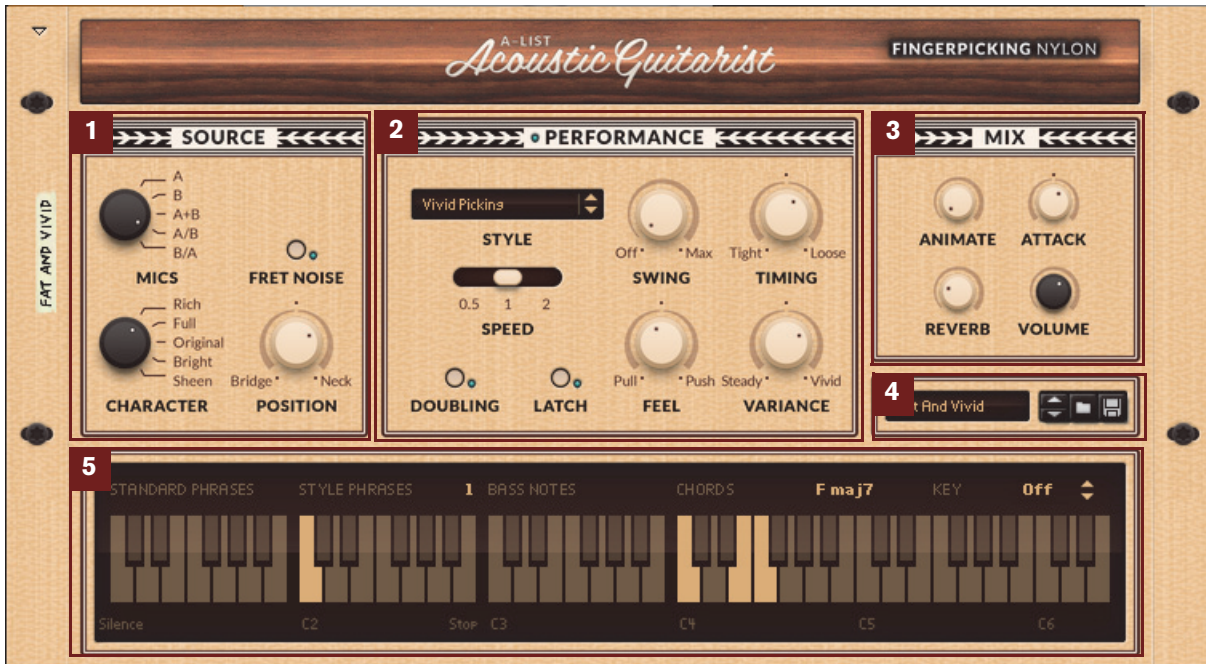 A-LIST
Acoustic Guitarist
FINGERPICKING NYLON
FAT AND VIVID
1
SOURCE
A
B
A+B
A/B
B/A
MICS
FRET NOISE
Rich
Full
Original
Bright
Sheen
CHARACTER
Bridge
Neck
POSITION
2
PERFORMANCE
Vivid Picking
STYLE
0.5 1 2
SPEED
DOUBLING
LATCH
Off
Max
SWING
Tight
Loose
TIMING
Pull
Push
FEEL
Steady
Vivid
VARIANCE
3
MIX
ANIMATE
ATTACK
REVERB
VOLUME
4
t And Vivid
5
STANDARD PHRASES STYLE PHRASES 1 BASS NOTES CHORDS F maj7 KEY Off
Silence C2 Stop C3 C4 C5 C6